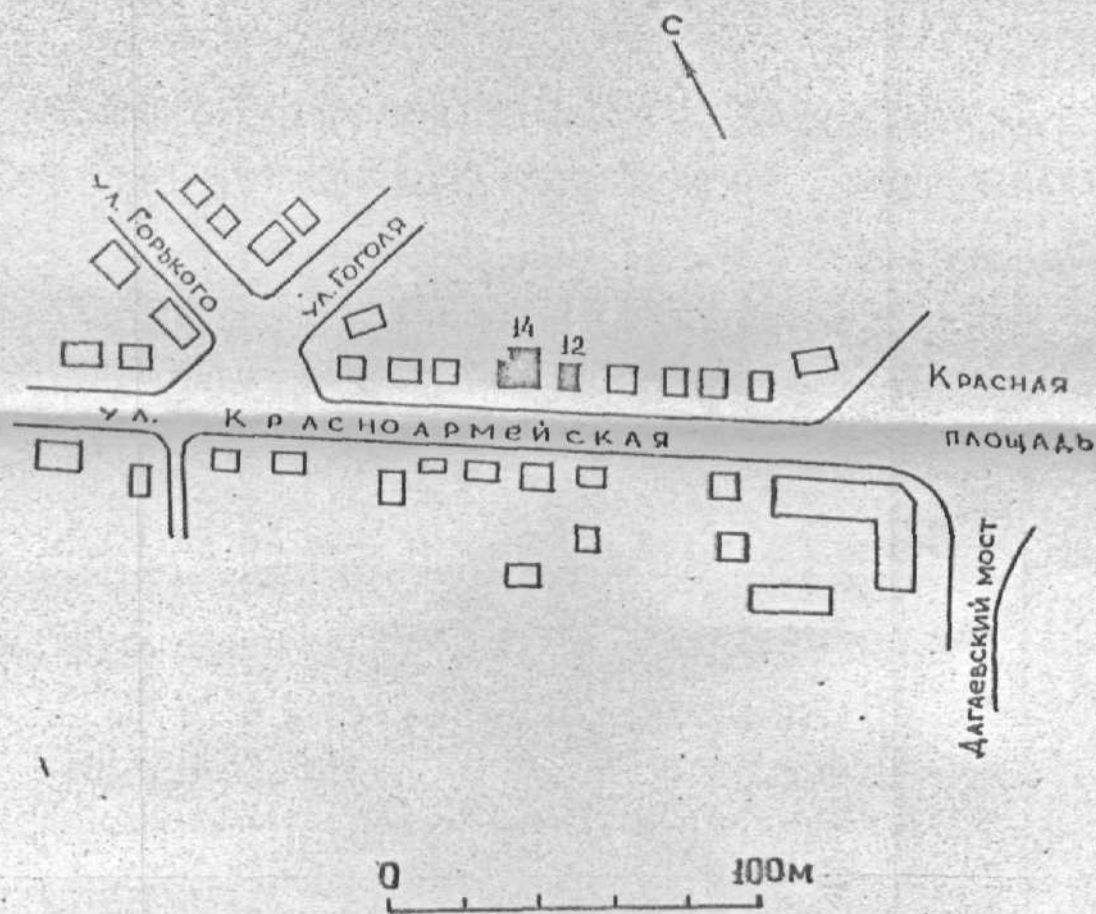 С
ул. Горького
ул. Гоголя
14
12
Красная
площадь
ул. Красноармейская
Дагаевский мост
0 100м